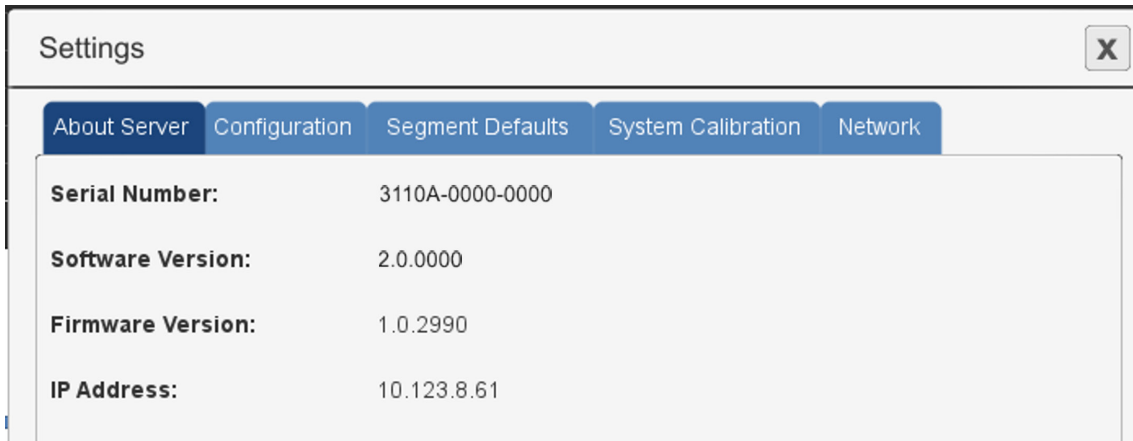 Settings
X
About Server Configuration Segment Defaults System Calibration Network
Serial Number: 3110A-0000-0000
Software Version: 2.0.0000
Firmware Version: 1.0.2990
IP Address: 10.123.8.61